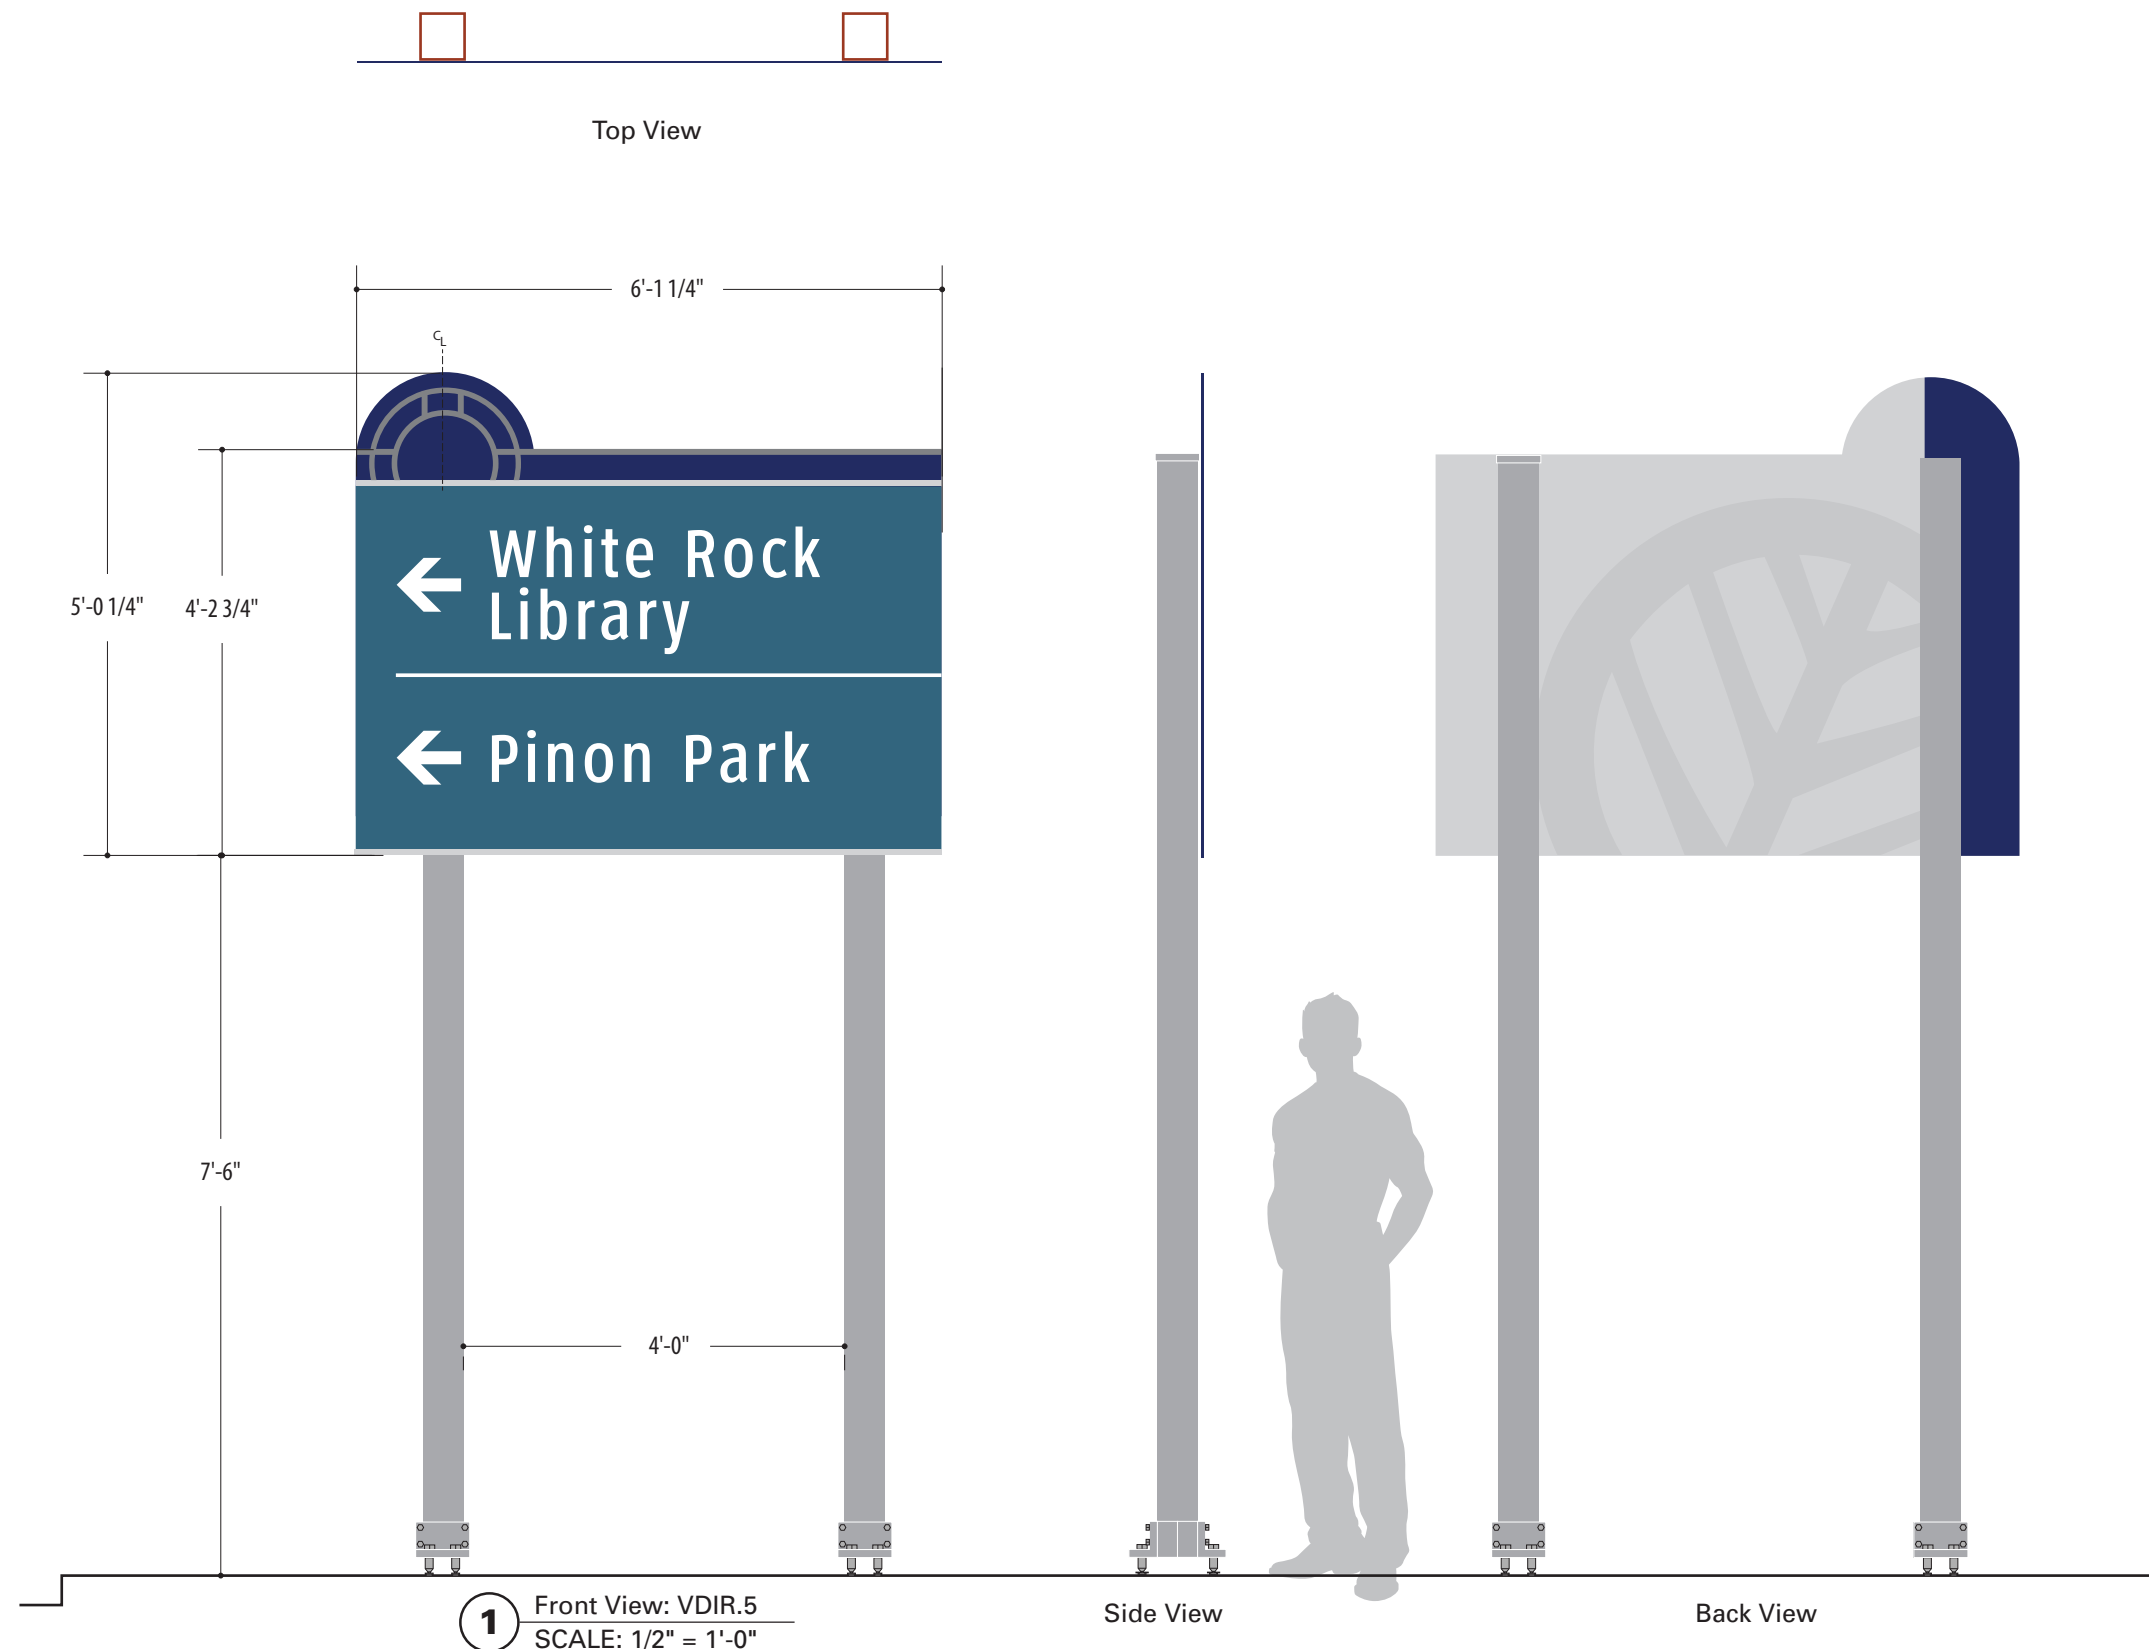 Top View
6'-1 1/4"
CL
5'-0 1/4"
4'-2 3/4"
White Rock
Library
Pinon Park
7'-6"
4'-0"
1
Front View: VDIR.5
SCALE: 1/2" = 1'-0"
Side View
Back View